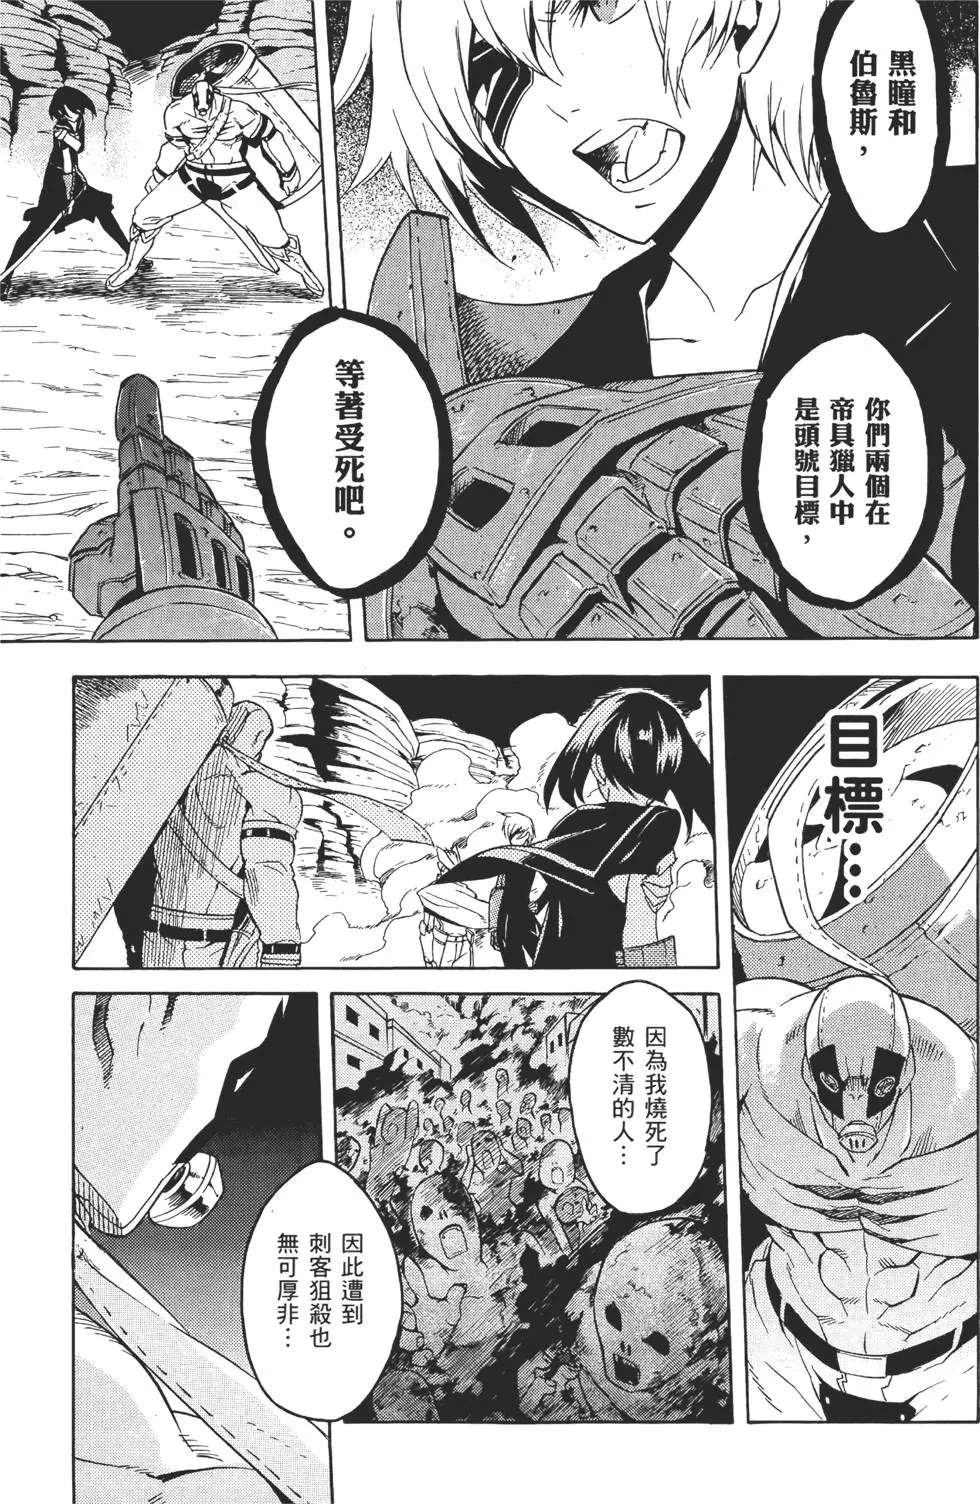 黑瞳和
伯魯斯，
你們兩個在
帝具獵人中
是頭號目標，
等著受死吧。
目標……
因為我燒死了
數不清的人…
因此遭到
刺客狙殺也
無可厚非…